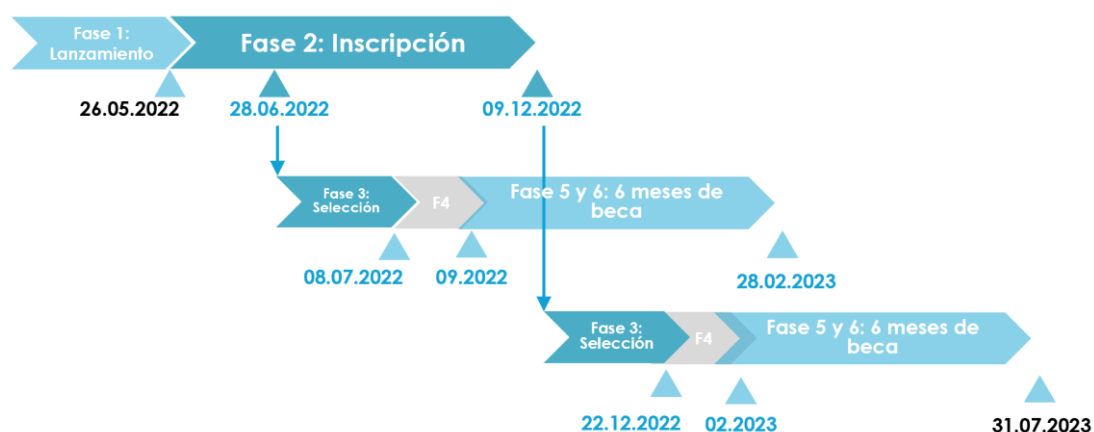 Fase 1:
Lanzamiento
Fase 2: Inscripción
26.05.2022
28.06.2022
09.12.2022
Fase 3:
Selección
F4
Fase 5 y 6: 6 meses de
beca
08.07.2022
09.2022
28.02.2023
Fase 3:
Selección
F4
Fase 5 y 6: 6 meses de
beca
22.12.2022
02.2023
31.07.2023